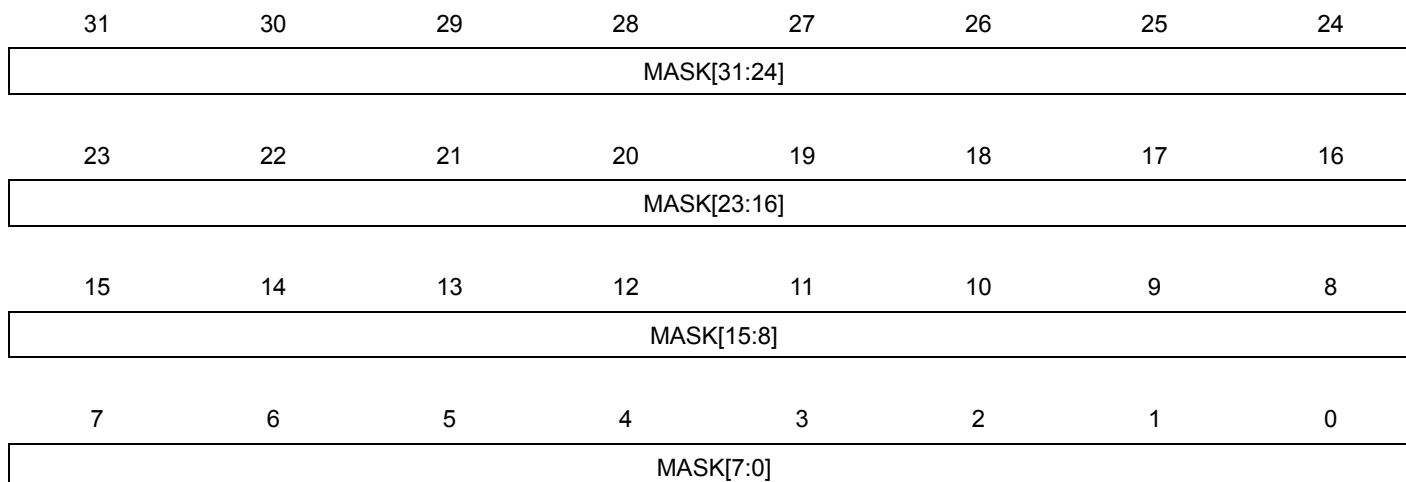 31 30 29 28 27 26 25 24
MASK[31:24]
23 22 21 20 19 18 17 16
MASK[23:16]
15 14 13 12 11 10 9 8
MASK[15:8]
7 6 5 4 3 2 1 0
MASK[7:0]